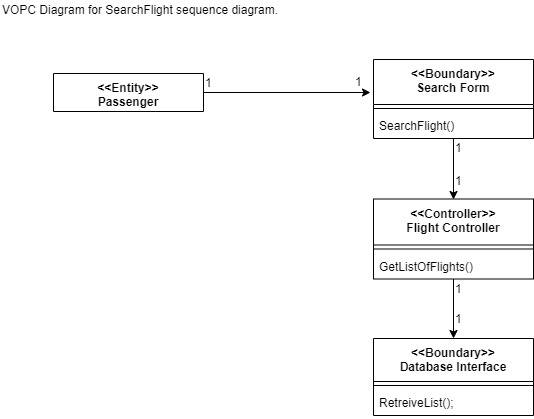 VOPC Diagram for SearchFlight sequence diagram.
<<Entity>>
Passenger
1
1
<<Boundary>>
Search Form
SearchFlight()
1
1
<<Controller>>
Flight Controller
GetListOfFlights()
1
1
<<Boundary>>
Database Interface
RetreiveList();